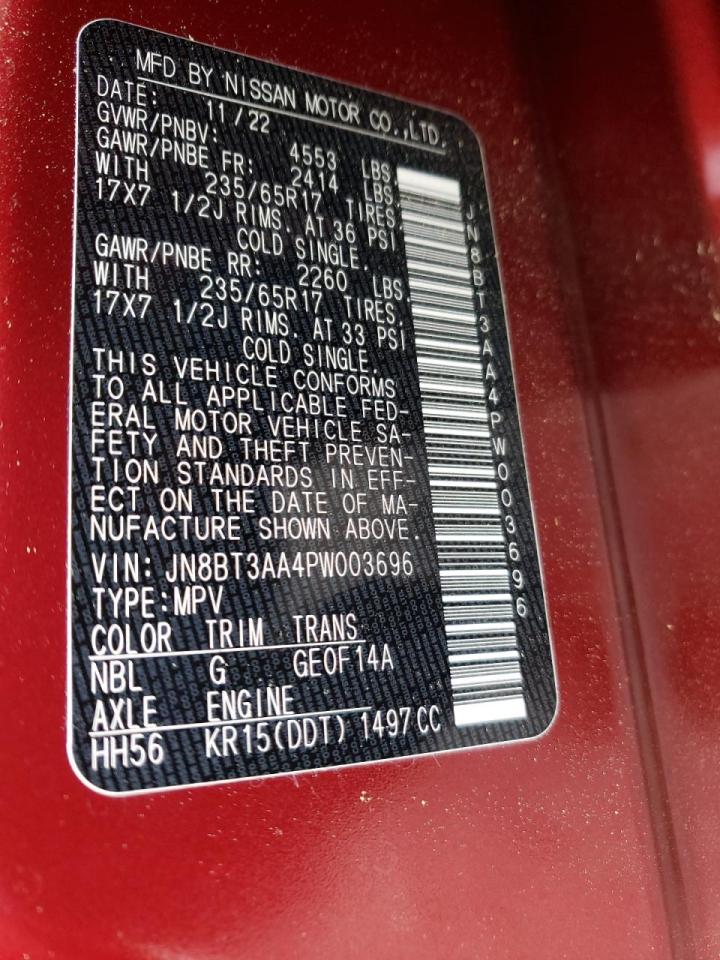 MFD BY NISSAN MOTOR CO.,LTD.
DATE: 11/22
GVWR/PNBV: 4553 LBS
GAWR/PNBE FR: 2414 LBS
WITH 235/65R17 TIRES,
17X7 1/2J RIMS. AT 36 PSI
COLD SINGLE.
GAWR/PNBE RR: 2260 LBS.
WITH 235/65R17 TIRES
17X7 1/2J RIMS. AT 33 PSI
COLD SINGLE.
THIS VEHICLE CONFORMS
TO ALL APPLICABLE FED-
ERAL MOTOR VEHICLE SA-
FETY AND THEFT PREVEN-
TION STANDARDS IN EFF-
ECT ON THE DATE OF MA-
NUFACTURE SHOWN ABOVE.
VIN: JN8BT3AA4PW003696
TYPE:MPV
COLOR TRIM TRANS
NBL G GEOF14A
AXLE ENGINE
HH56 KR15(DDT) 1497CC
JN8BT3AA4PW003696